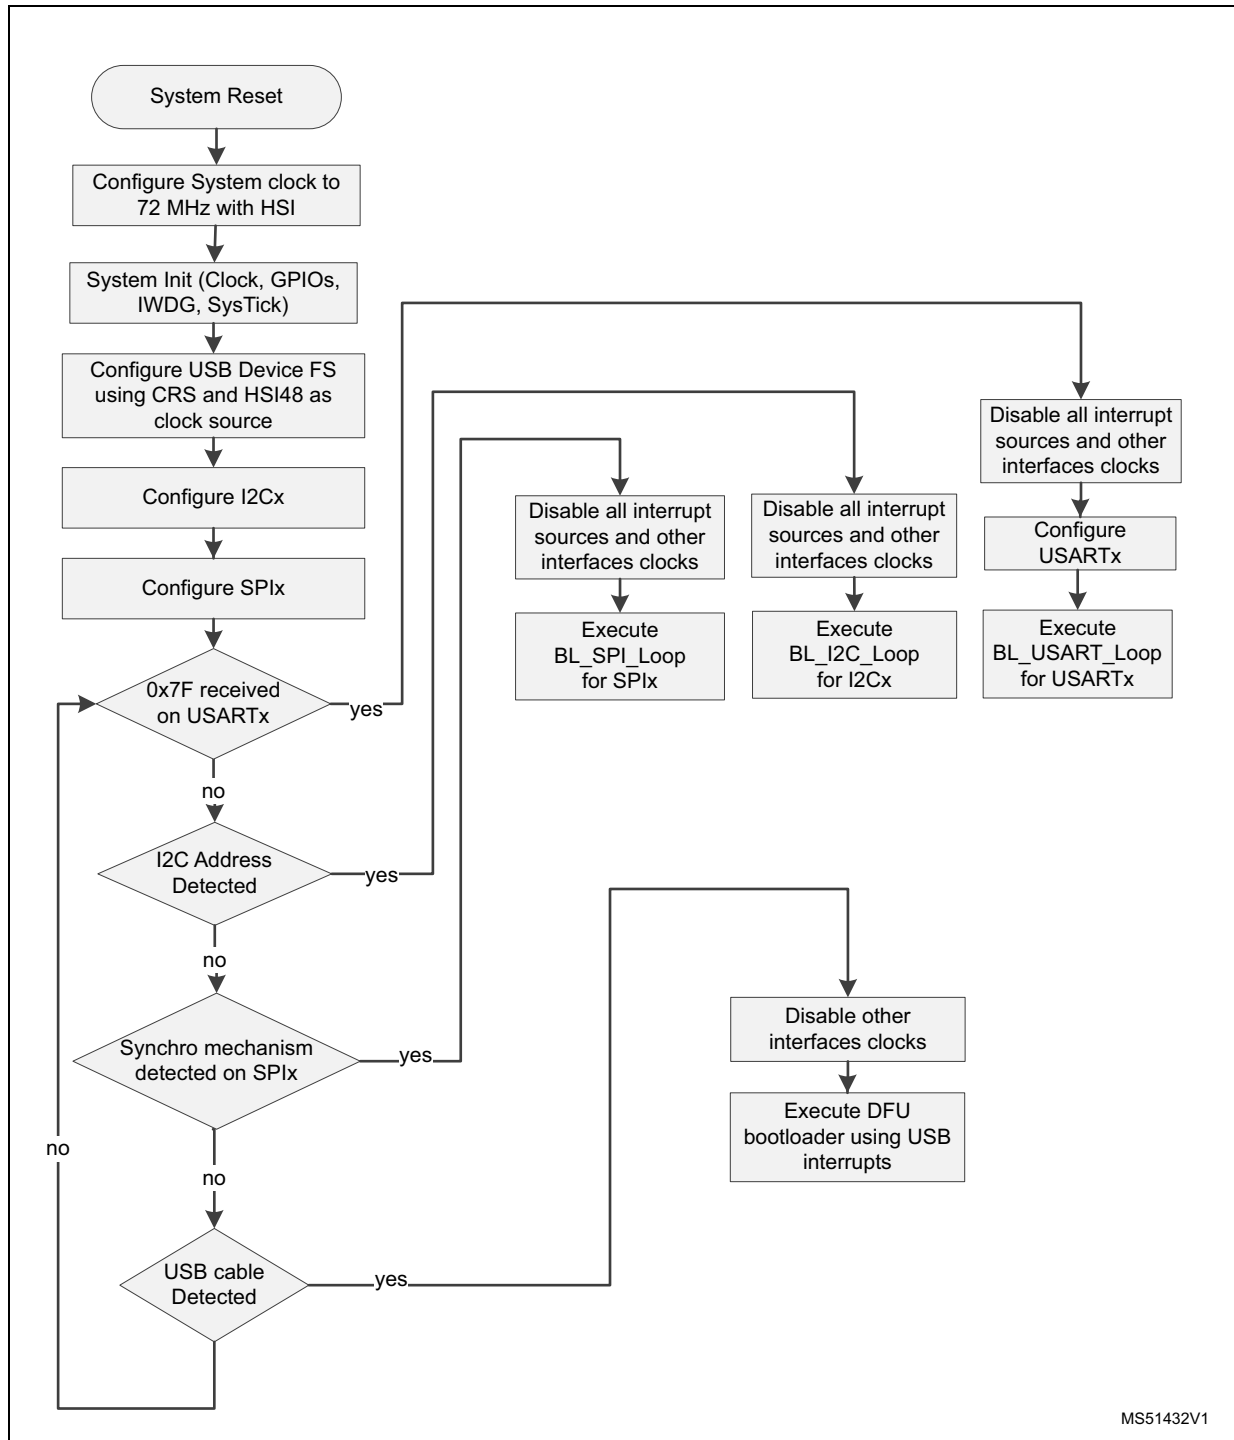 System Reset
Configure System clock to
72 MHz with HSI
System Init (Clock, GPIOs,
IWDG, SysTick)
Configure USB Device FS
using CRS and HSI48 as
clock source
Configure I2Cx
Configure SPIx
0x7F received
on USARTx
yes
no
I2C Address
Detected
yes
no
Synchro mechanism
detected on SPIx
yes
no
no
USB cable
Detected
yes
Disable all interrupt
sources and other
interfaces clocks
Execute
BL_SPI_Loop
for SPIx
Disable all interrupt
sources and other
interfaces clocks
Execute
BL_I2C_Loop
for I2Cx
Disable all interrupt
sources and other
interfaces clocks
Configure
USARTx
Execute
BL_USART_Loop
for USARTx
Disable other
interfaces clocks
Execute DFU
bootloader using USB
interrupts
MS51432V1